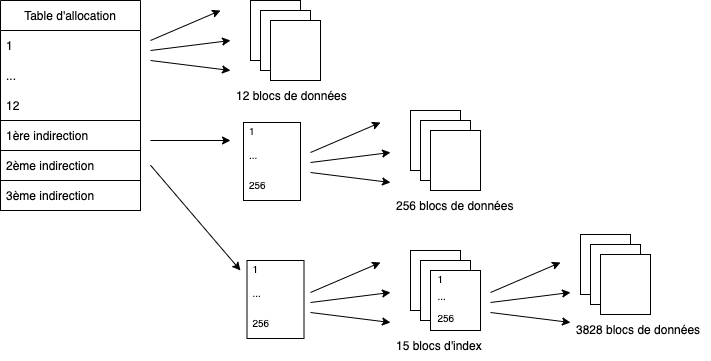 Table d'allocation
1
...
12
1ère indirection
2ème indirection
3ème indirection
12 blocs de données
1
...
256
256 blocs de données
1
...
256
1
...
256
15 blocs d'index
3828 blocs de données